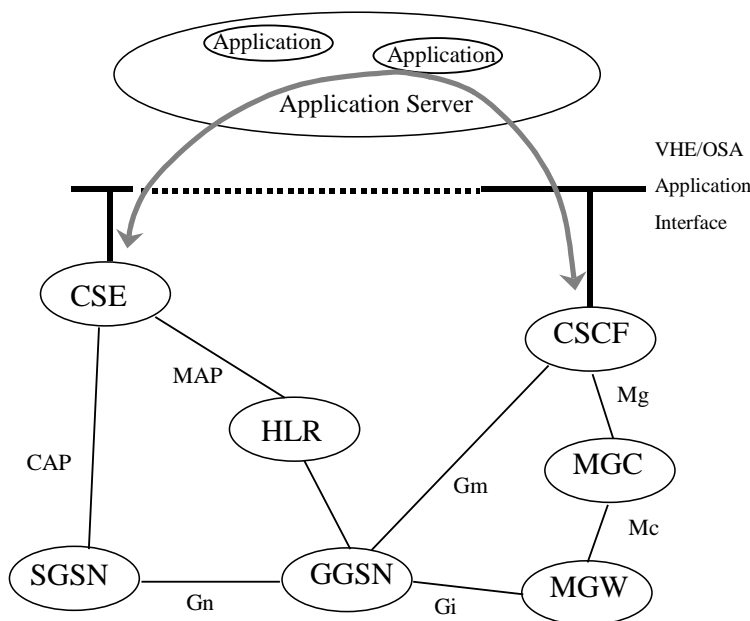 Application
Application
Application Server
VHE/OSA
Application
Interface
CSE
CSCF
MAP
Mg
HLR
MGC
CAP
Gm
Mc
SGSN
GGSN
MGW
Gn
Gi